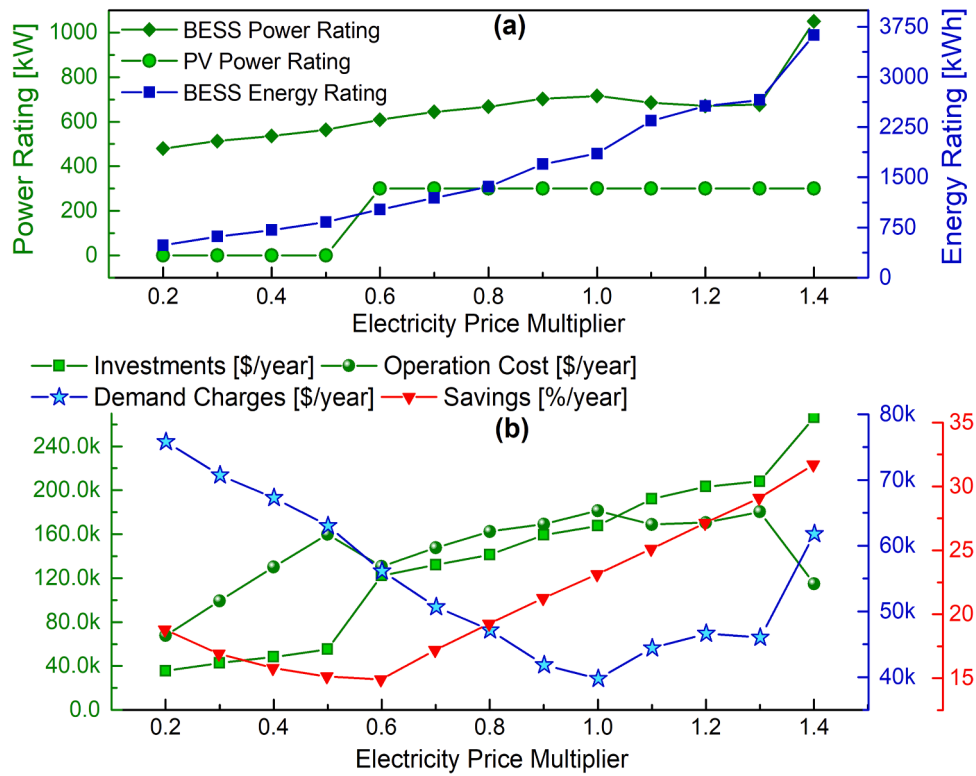 (a)
BESS Power Rating
PV Power Rating
BESS Energy Rating
Power Rating [kW]
1000
800
600
400
200
0
Energy Rating [kWh]
3750
3000
2250
1500
750
0
0.2 0.4 0.6 0.8 1.0 1.2 1.4
Electricity Price Multiplier
Investments [$/year] Operation Cost [$/year]
Demand Charges [$/year] Savings [%/year]
(b)
240.0k
200.0k
160.0k
120.0k
80.0k
40.0k
0.0
80k
70k
60k
50k
40k
35
30
25
20
15
0.2 0.4 0.6 0.8 1.0 1.2 1.4
Electricity Price Multiplier